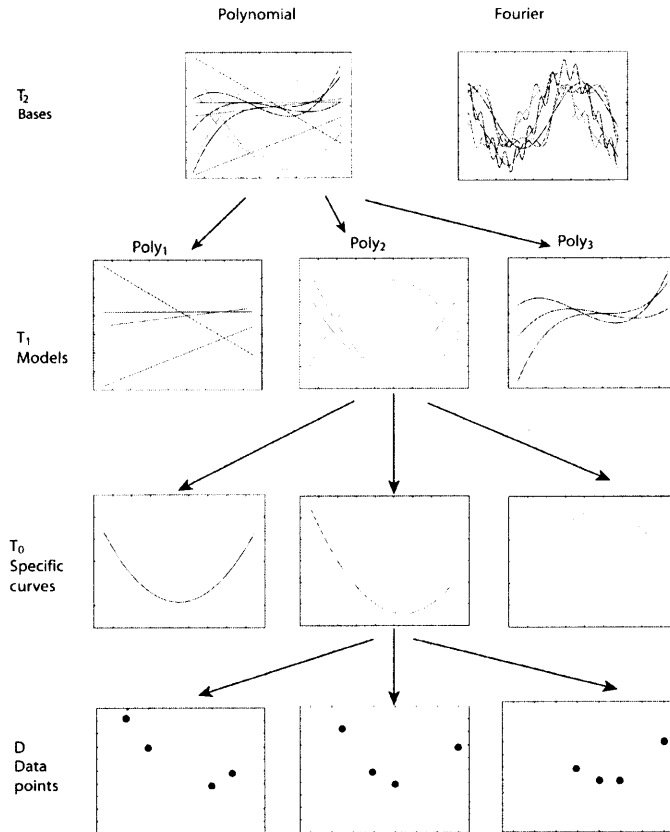 Polynomial
Fourier
T₂
Bases
Poly₁
Poly₂
Poly₃
T₁
Models
T₀
Specific
curves
D
Data
points